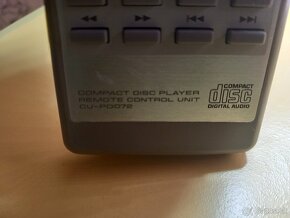 COMPACT DISC PLAYER
REMOTE CONTROL UNIT
CU-PD072
COMPACT
disc
DIGITAL AUDIO